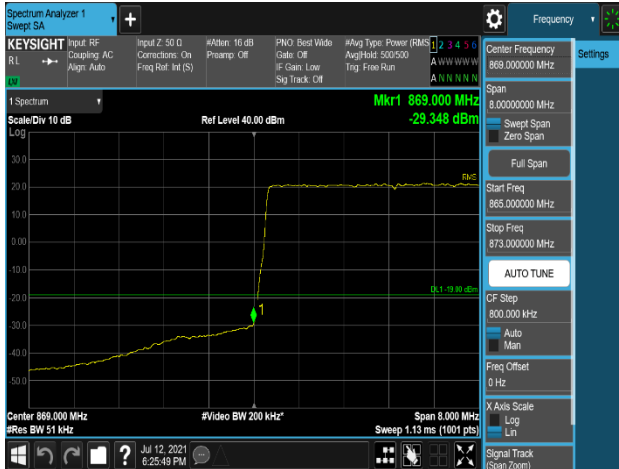 Spectrum Analyzer 1
Swept SA
Frequency
KEYSIGHT
RL
LV
Input: RF
Coupling: AC
Align: Auto
Input Z: 50 Ω
Corrections: On
Freq Ref: Int (S)
#Atten: 16 dB
Preamp: Off
PNO: Best Wide
Gate: Off
IF Gain: Low
Sig Track: Off
#Avg Type: Power (RMS
Avg|Hold: 500/500
Trig: Free Run
1 2 3 4 5 6
A W W W W W
A N N N N N
1 Spectrum
Scale/Div 10 dB
Log
Ref Level 40.00 dBm
Mkr1 869.000 MHz
-29.348 dBm
30.0
20.0
10.0
0.00
-10.0
-20.0
-30.0
-40.0
-50.0
RMS
DL1 -19.00 dBm
1
Center 869.000 MHz
#Res BW 51 kHz
#Video BW 200 kHz*
Span 8.000 MHz
Sweep 1.13 ms (1001 pts)
Jul 12, 2021
6:25:49 PM
Center Frequency
869.000000 MHz
Span
8.00000000 MHz
Swept Span
Zero Span
Full Span
Start Freq
865.000000 MHz
Stop Freq
873.000000 MHz
AUTO TUNE
CF Step
800.000 kHz
Auto
Man
Freq Offset
0 Hz
X Axis Scale
Log
Lin
Signal Track
(Span Zoom)
Settings